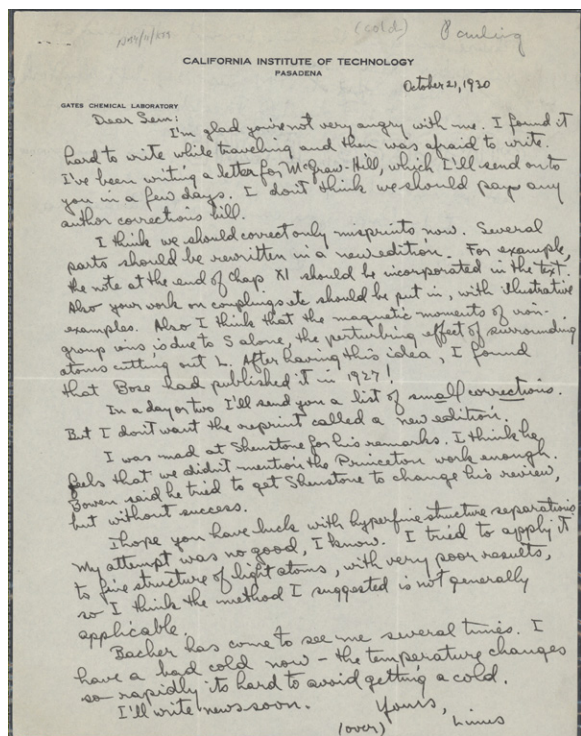 (cold) Pauling
CALIFORNIA INSTITUTE OF TECHNOLOGY
PASADENA
October 21, 1930
GATES CHEMICAL LABORATORY
Dear Sem:
I'm glad you're not very angry with me. I found it
hard to write while traveling and then was afraid to write.
I've been writing a letter for McGraw-Hill, which I'll send on to
you in a few days. I don't think we should pay any
author corrections bill.
I think we should correct only misprints now. Several
parts should be rewritten in a new edition. For example,
the note at the end of Chap. XI should be incorporated in the text.
Also your work on couplings etc should be put in, with illustrative
examples. Also I think that the magnetic moments of iron-
group ions is due to S alone, the perturbing effect of surrounding
atoms cutting out L. After having this idea, I found
that Bose had published it in 1927!
In a day or two I'll send you a list of small corrections.
But I don't want the reprint called a new edition.
I was mad at Shenstone for his remarks. I think he
feels that we didn't mention the Princeton work enough.
Bowen said he tried to get Shenstone to change his review,
but without success.
I hope you have luck with hyperfine structure separations
My attempt was no good, I know. I tried to apply it
to fine structure of light atoms, with very poor results,
so I think the method I suggested is not generally
applicable.
Bacher has come to see me several times. I
have a bad cold now – the temperature changes
so rapidly its hard to avoid getting a cold.
I'll write news soon. Yours,
(over) Linus